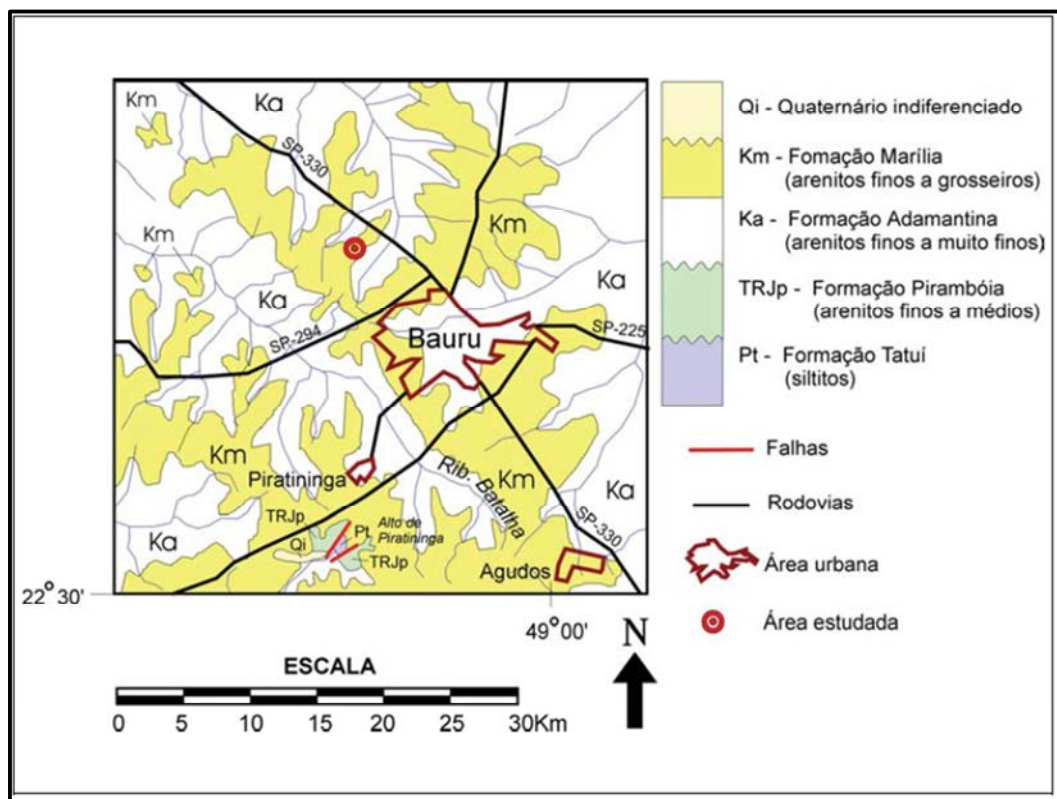 Km
Ka
SP-330
Km
Km
Ka
Ka
SP-294
Bauru
SP-225
Km
Piratininga
Rib. Batalha
Km
Ka
TRJp
Pt
Alto de
Piratininga
Qi
TRJp
Ka
SP-330
Agudos
22° 30'
49° 00'
N
ESCALA
0 5 10 15 20 25 30Km
Qi - Quaternário indiferenciado
Km - Fomação Marília
(arenitos finos a grosseiros)
Ka - Formação Adamantina
(arenitos finos a muito finos)
TRJp - Formação Pirambóia
(arenitos finos a médios)
Pt - Formação Tatuí
(siltitos)
Falhas
Rodovias
Área urbana
Área estudada